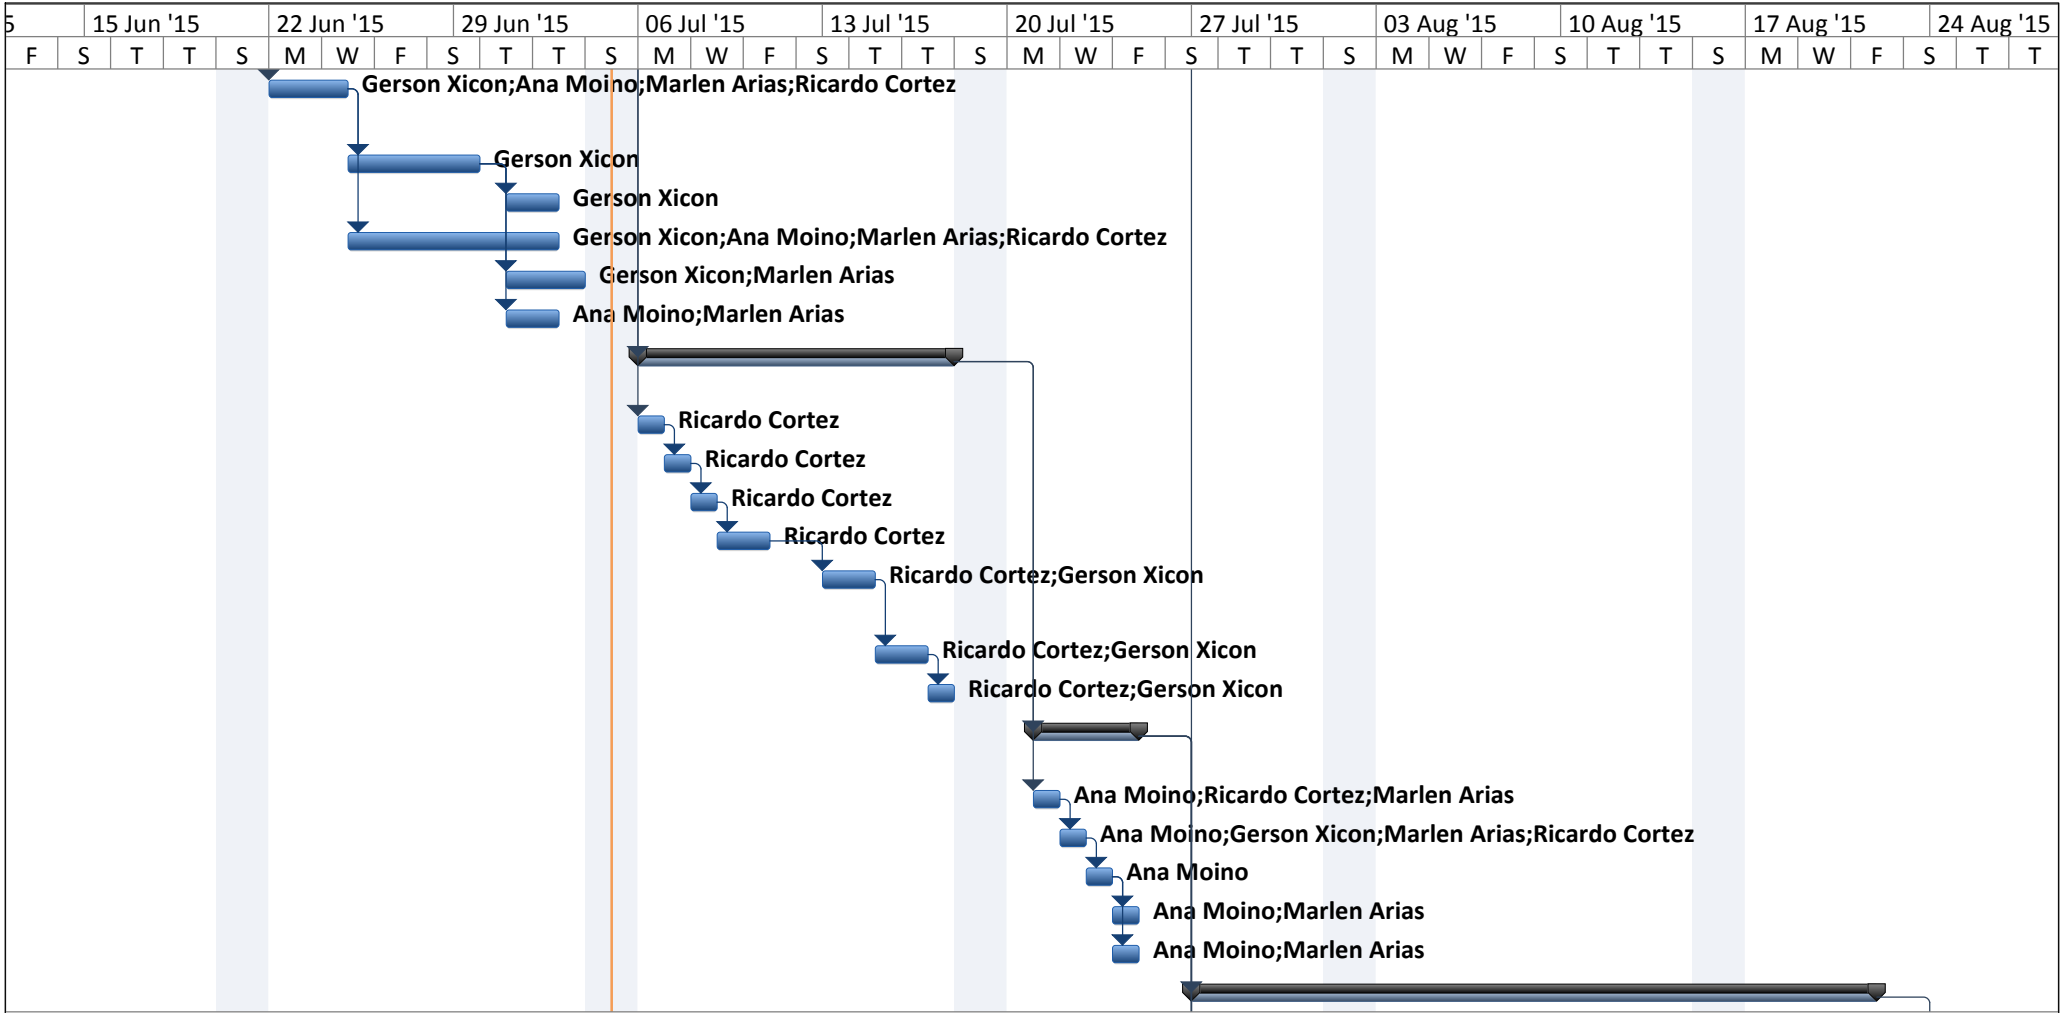 5 15 Jun '15 22 Jun '15 29 Jun '15 06 Jul '15 13 Jul '15 20 Jul '15 27 Jul '15 03 Aug '15 10 Aug '15 17 Aug '15 24 Aug '15
F S T T S M W F S T T S M W F S T T S M W F S T T S M W F S T T S M W F S T T
Gerson Xicon;Ana Moino;Marlen Arias;Ricardo Cortez
Gerson Xicon
Gerson Xicon
Gerson Xicon;Ana Moino;Marlen Arias;Ricardo Cortez
Gerson Xicon;Marlen Arias
Ana Moino;Marlen Arias
Ricardo Cortez
Ricardo Cortez
Ricardo Cortez
Ricardo Cortez
Ricardo Cortez;Gerson Xicon
Ricardo Cortez;Gerson Xicon
Ricardo Cortez;Gerson Xicon
Ana Moino;Ricardo Cortez;Marlen Arias
Ana Moino;Gerson Xicon;Marlen Arias;Ricardo Cortez
Ana Moino
Ana Moino;Marlen Arias
Ana Moino;Marlen Arias